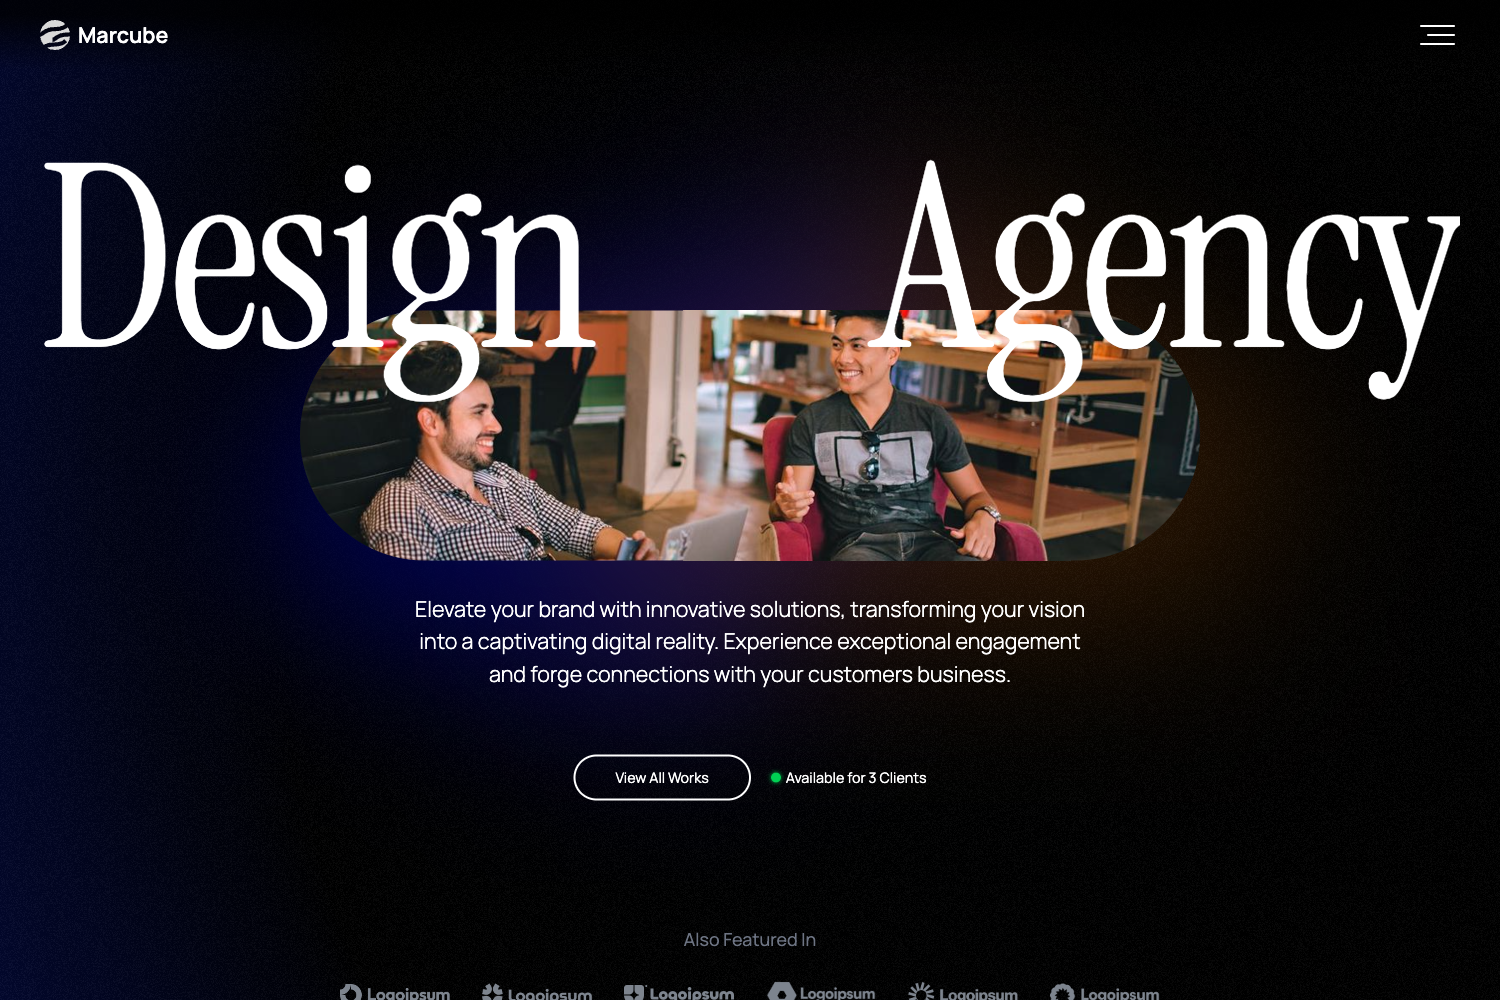 Marcube
Design Agency
Elevate your brand with innovative solutions, transforming your vision
into a captivating digital reality. Experience exceptional engagement
and forge connections with your customers business.
View All Works
Available for 3 Clients
Also Featured In
Logoipsum Logoipsum Logoipsum Logoipsum Logoipsum Logoipsum